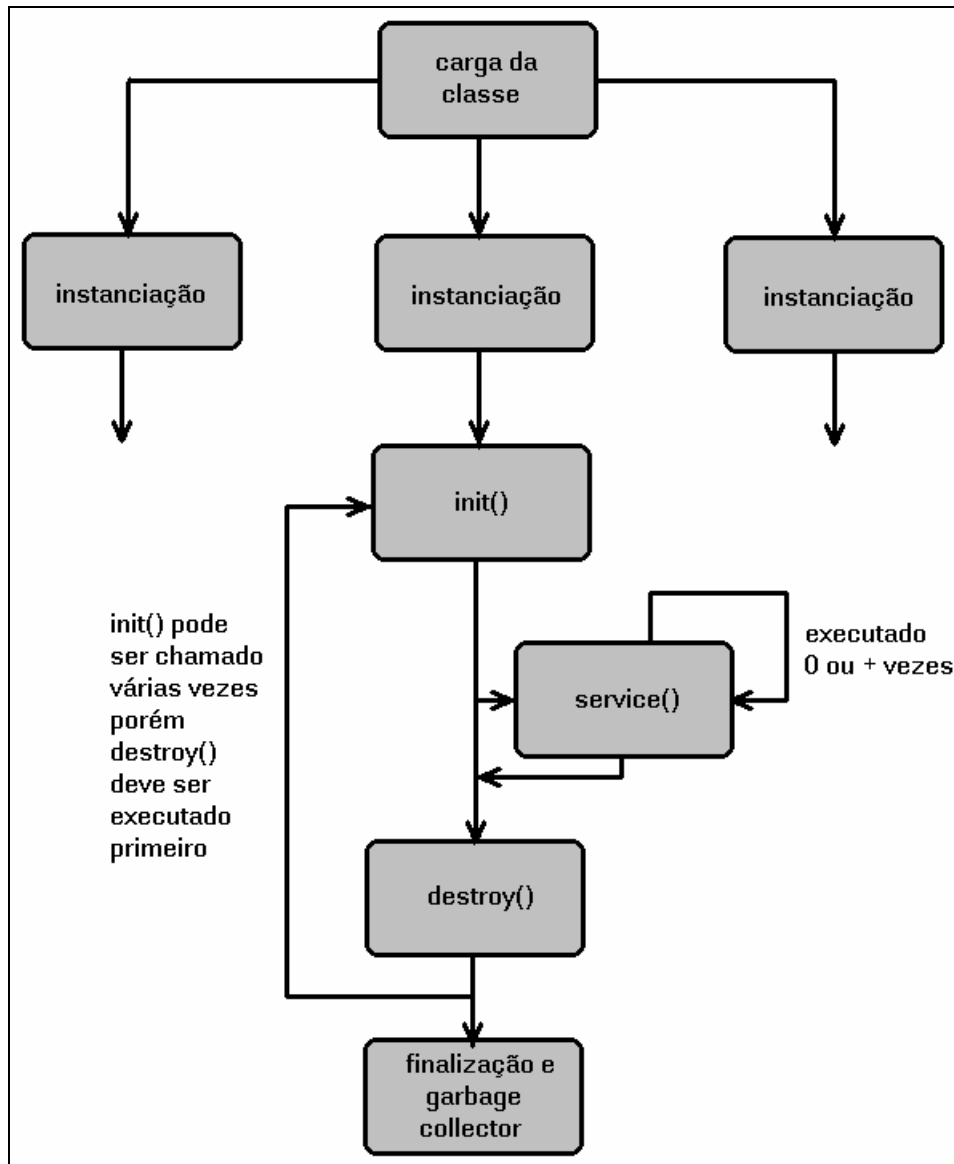 carga da
classe
instanciação
instanciação
instanciação
init()
init() pode
ser chamado
várias vezes
porém
destroy()
deve ser
executado
primeiro
executado
0 ou + vezes
service()
destroy()
finalização e
garbage
collector